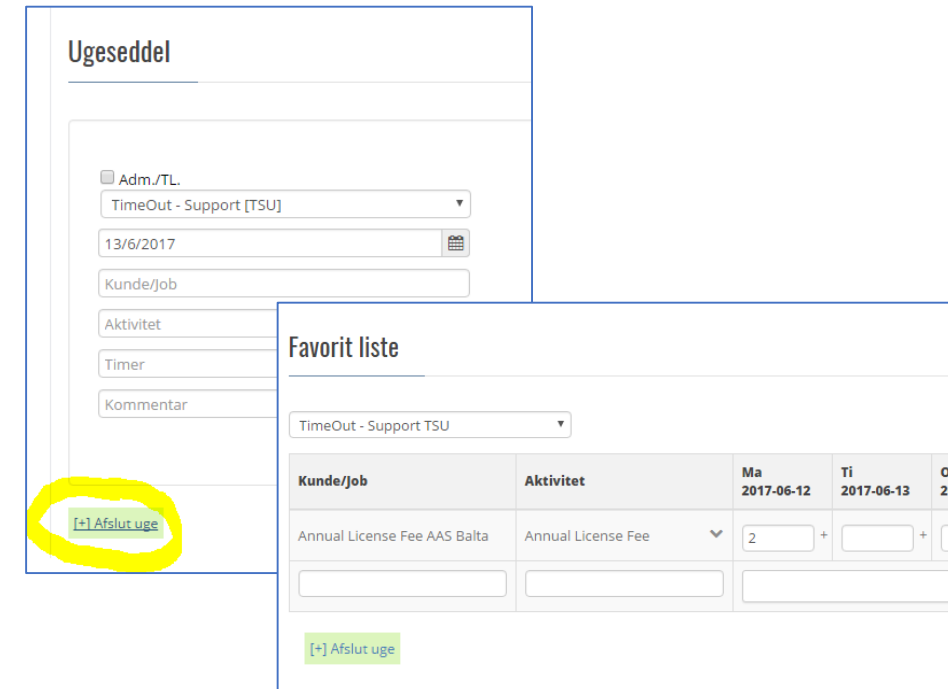 Ugeseddel
Adm./TL.
TimeOut - Support [TSU]
13/6/2017
Kunde/Job
Aktivitet
Timer
Kommentar
[+] Afslut uge
Favorit liste
TimeOut - Support TSU
Kunde/Job Aktivitet Ma 2017-06-12 Ti 2017-06-13
Annual License Fee AAS Balta Annual License Fee 2 + +
[+] Afslut uge